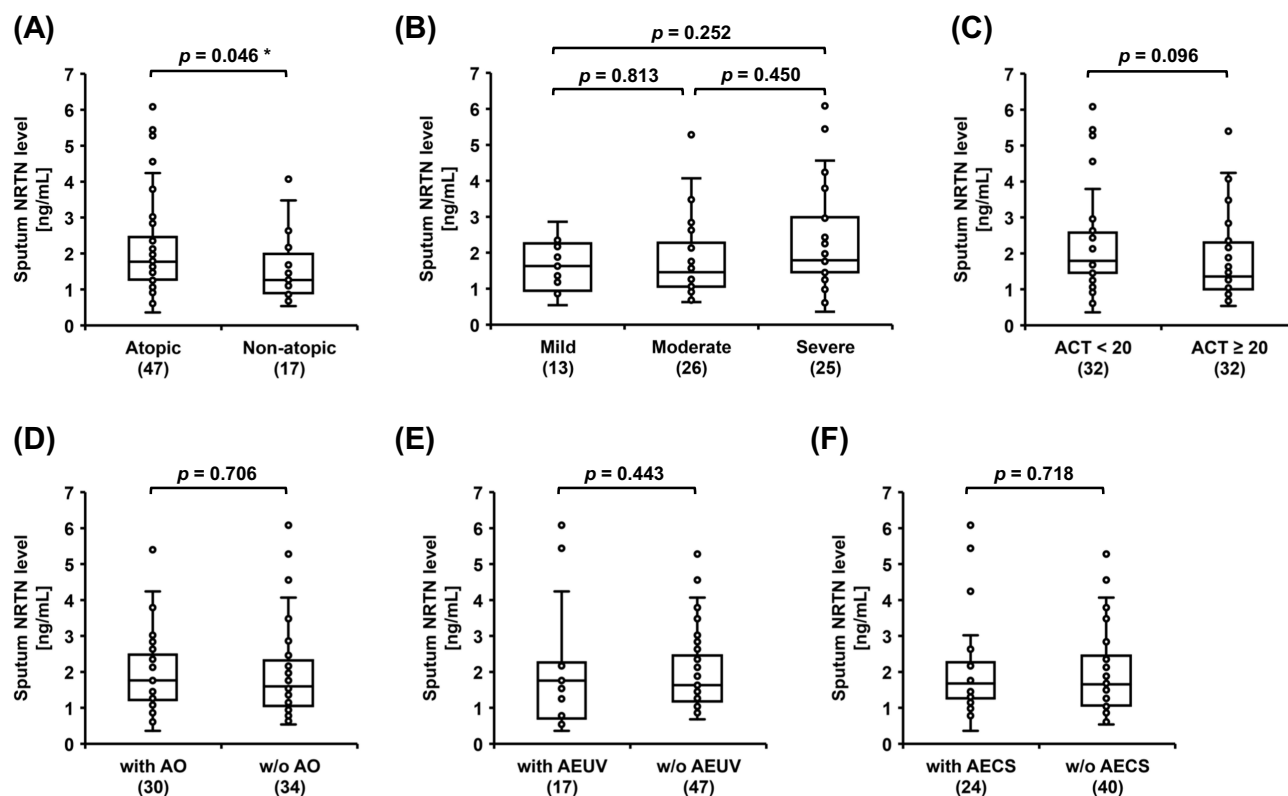 (A)
p = 0.046 *
Sputum NRTN level
[ng/mL]
7
6
5
4
3
2
1
0
Atopic Non-atopic
(47) (17)
(B)
p = 0.252
p = 0.813 p = 0.450
Sputum NRTN level
[ng/mL]
7
6
5
4
3
2
1
0
Mild Moderate Severe
(13) (26) (25)
(C)
p = 0.096
Sputum NRTN level
[ng/mL]
7
6
5
4
3
2
1
0
ACT < 20 ACT ≥ 20
(32) (32)
(D)
p = 0.706
Sputum NRTN level
[ng/mL]
7
6
5
4
3
2
1
0
with AO w/o AO
(30) (34)
(E)
p = 0.443
Sputum NRTN level
[ng/mL]
7
6
5
4
3
2
1
0
with AEUV w/o AEUV
(17) (47)
(F)
p = 0.718
Sputum NRTN level
[ng/mL]
7
6
5
4
3
2
1
0
with AECS w/o AECS
(24) (40)